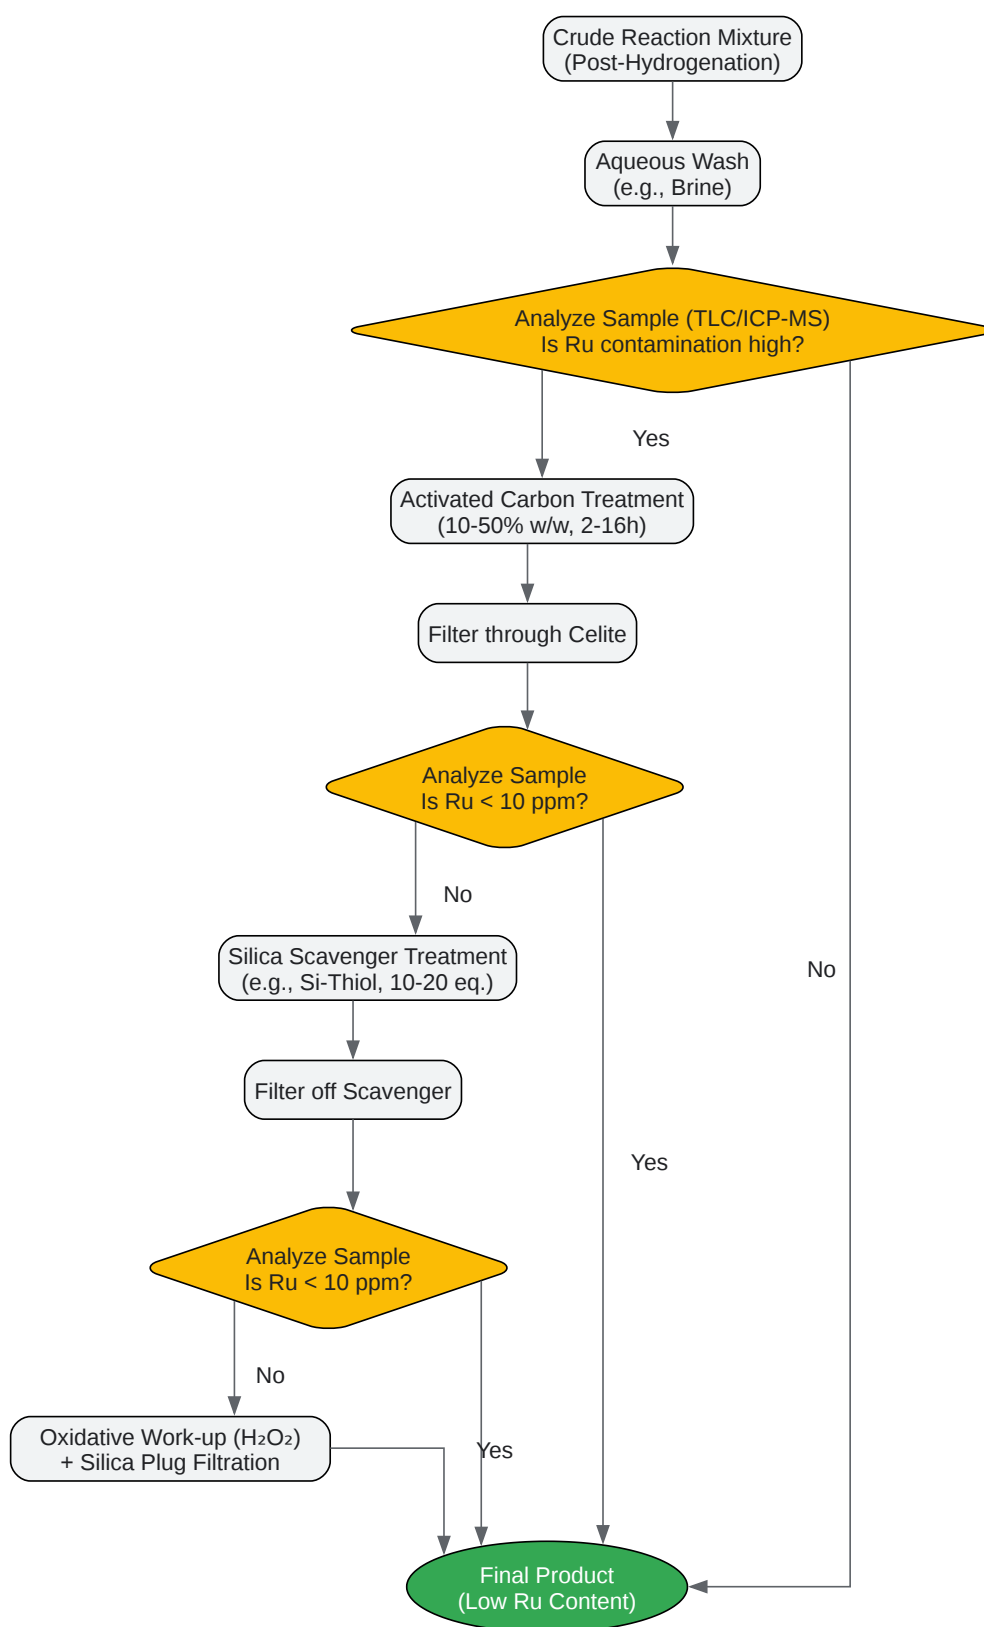 Crude Reaction Mixture
(Post-Hydrogenation)
Aqueous Wash
(e.g., Brine)
Analyze Sample (TLC/ICP-MS)
Is Ru contamination high?
Yes
Activated Carbon Treatment
(10-50% w/w, 2-16h)
Filter through Celite
Analyze Sample
Is Ru < 10 ppm?
No
Silica Scavenger Treatment
(e.g., Si-Thiol, 10-20 eq.)
No
Filter off Scavenger
Yes
Analyze Sample
Is Ru < 10 ppm?
No
Oxidative Work-up (H₂O₂)
+ Silica Plug Filtration
Yes
Final Product
(Low Ru Content)